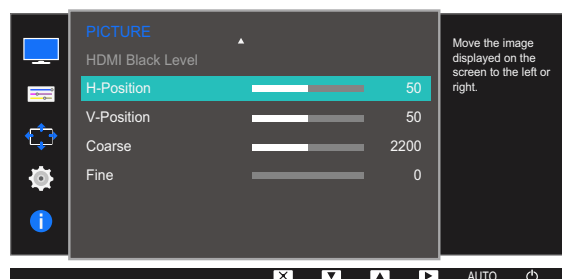 PICTURE
HDMI Black Level
H-Position 50
V-Position 50
Coarse 2200
Fine 0
Move the image
displayed on the
screen to the left or
right.
AUTO